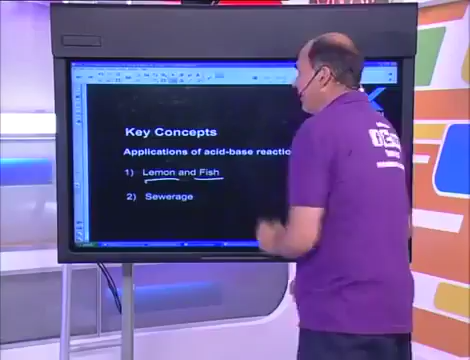 Key Concepts
Applications of acid-base reactio
1) Lemon and Fish
2) Sewerage